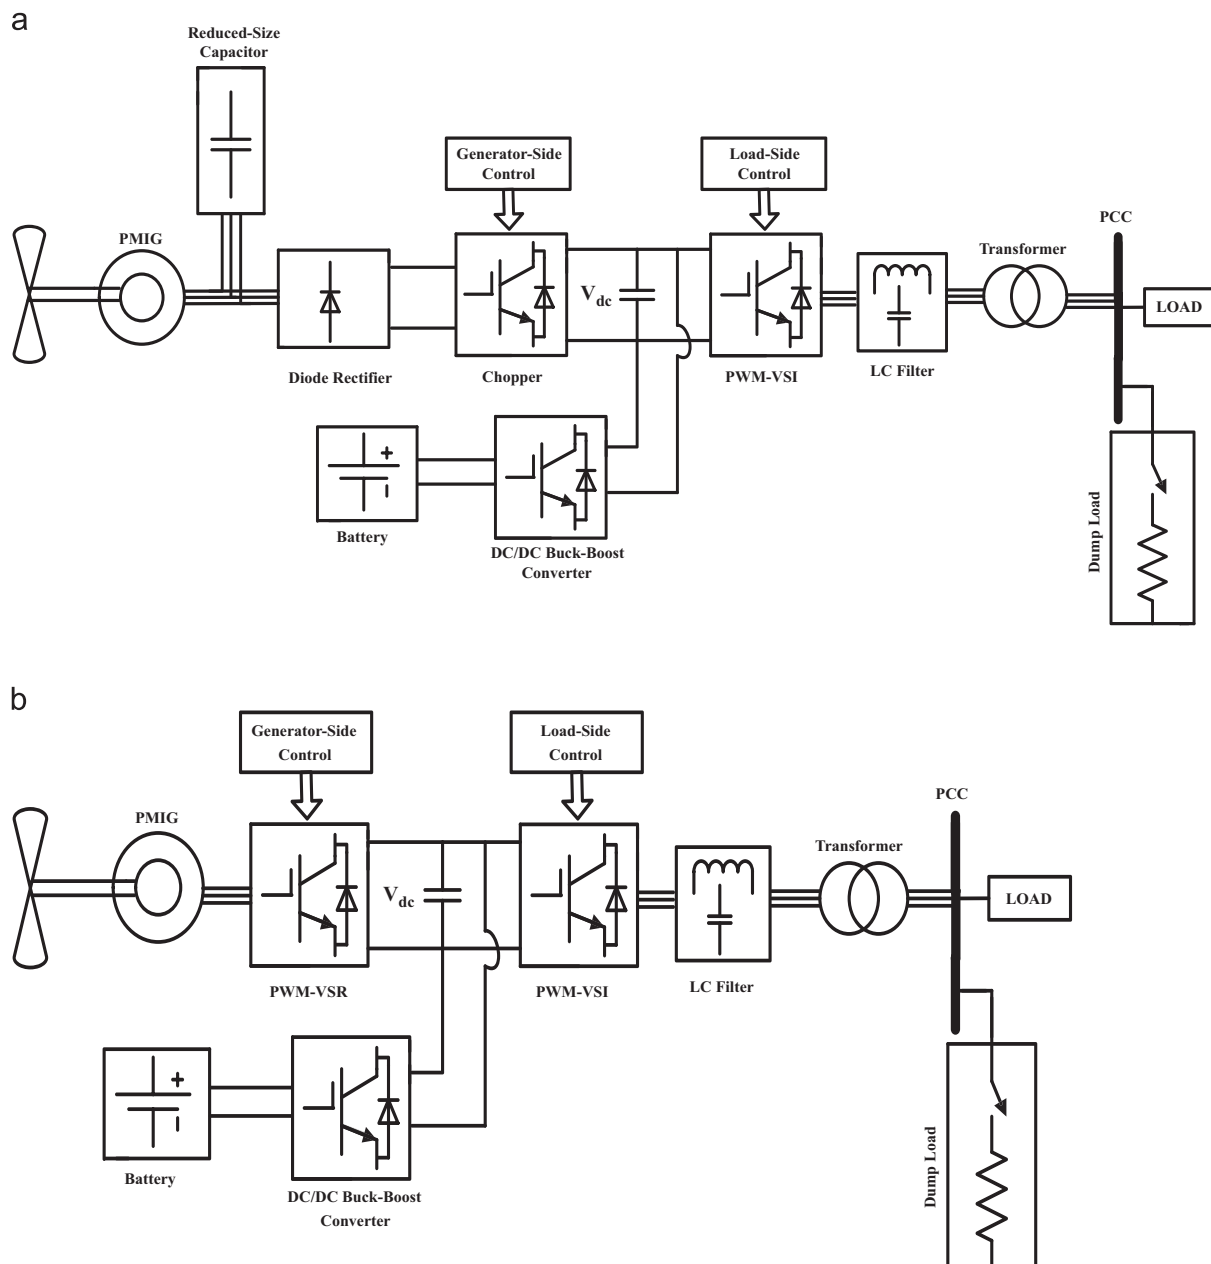 a
Reduced-Size
Capacitor
Generator-Side
Control
Load-Side
Control
PMIG
PCC
Transformer
Vdc
LOAD
Diode Rectifier
Chopper
PWM-VSI
LC Filter
+
Battery
DC/DC Buck-Boost
Converter
Dump Load
b
Generator-Side
Control
Load-Side
Control
PMIG
PCC
Transformer
Vdc
LOAD
PWM-VSR
PWM-VSI
LC Filter
+
Battery
DC/DC Buck-Boost
Converter
Dump Load